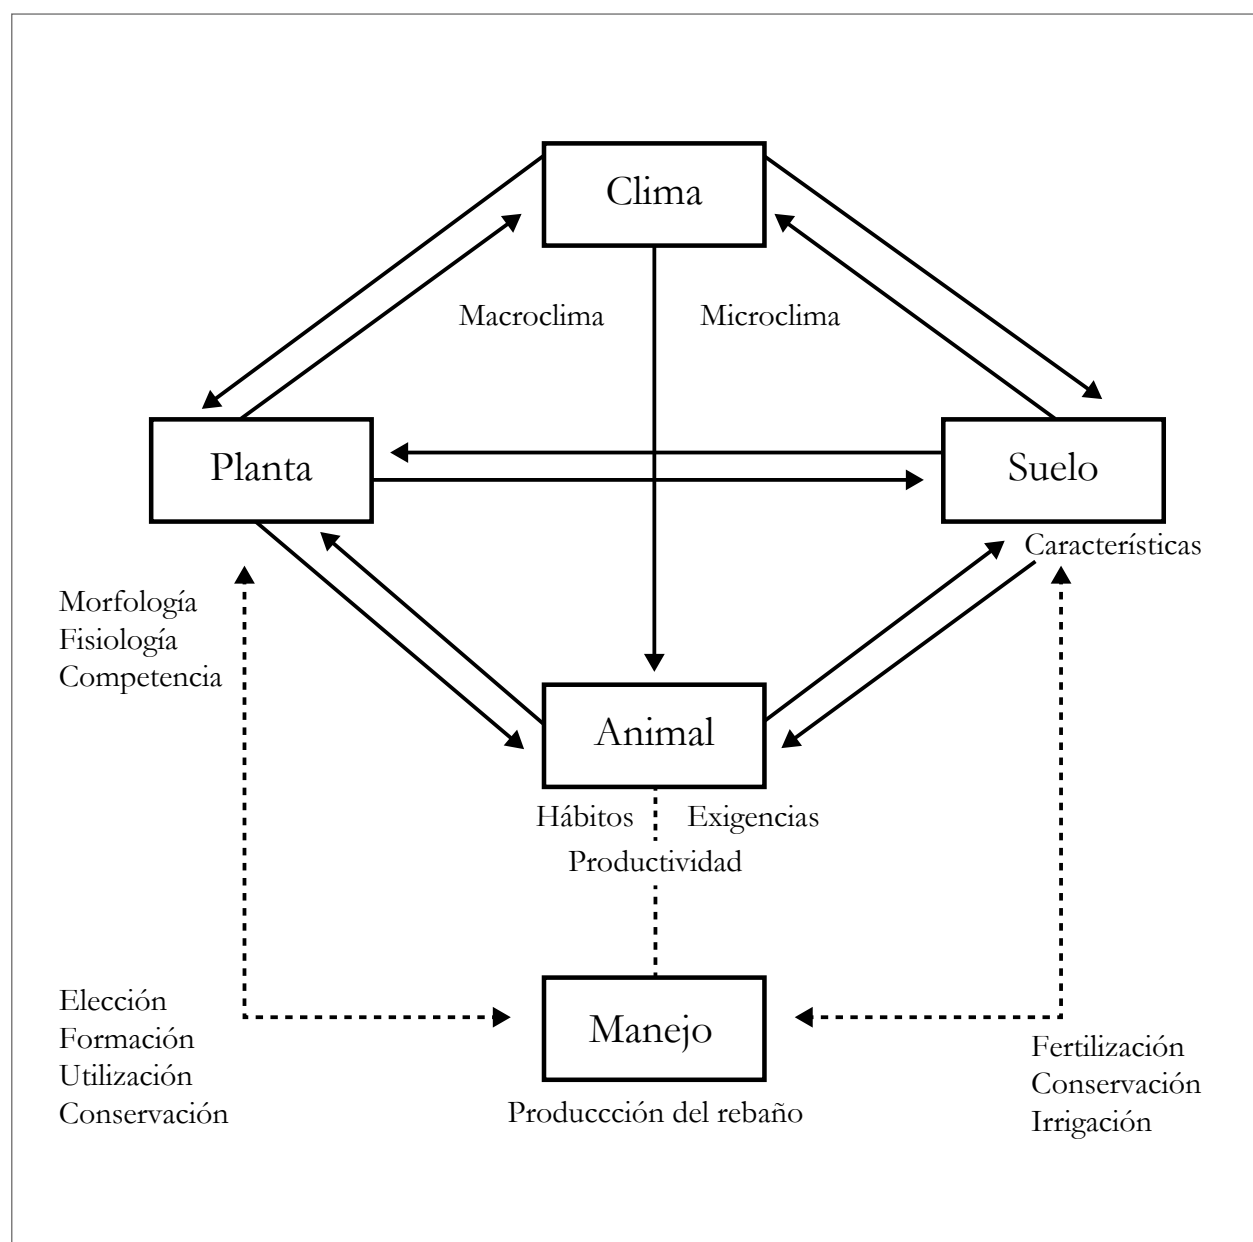 Clima
Macroclima
Microclima
Planta
Suelo
Características
Morfología
Fisiología
Competencia
Animal
Hábitos
Exigencias
Productividad
Elección
Formación
Utilización
Conservación
Manejo
Produccción del rebaño
Fertilización
Conservación
Irrigación